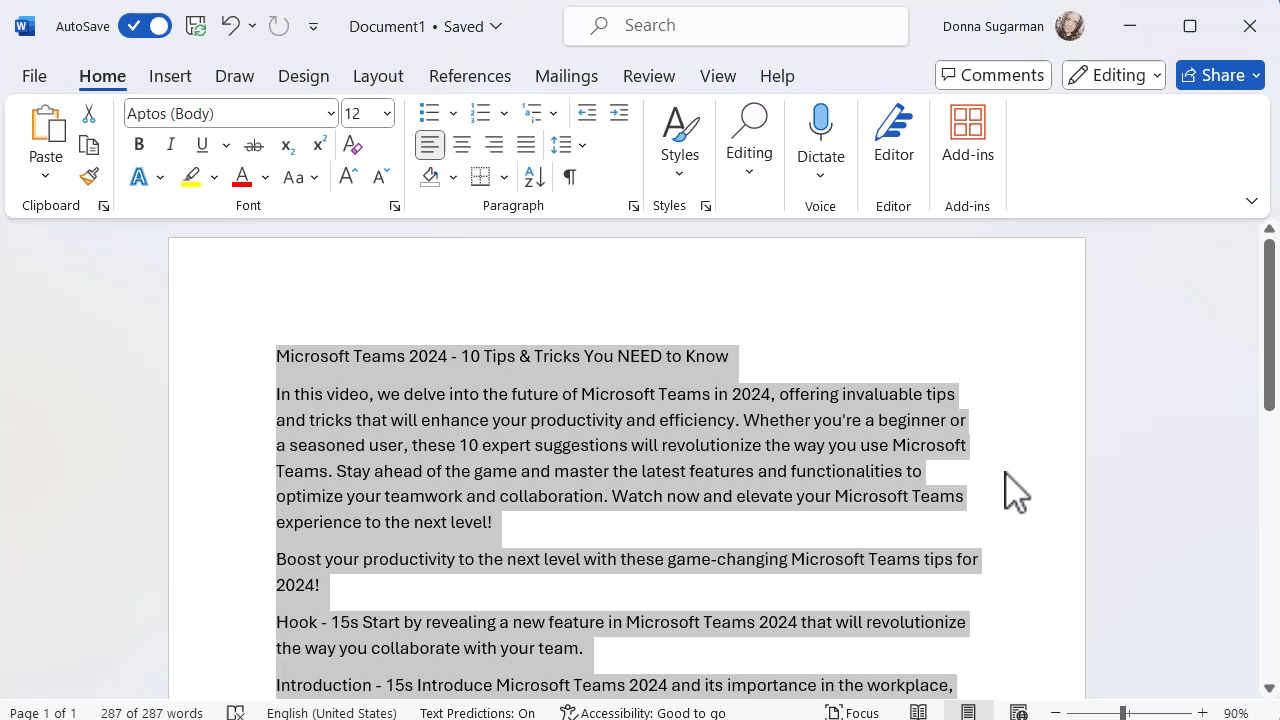 W AutoSave Document1 • Saved Search Donna Sugarman
File Home Insert Draw Design Layout References Mailings Review View Help Comments Editing Share
Paste Aptos (Body) 12 Styles Editing Dictate Editor Add-ins
B I U ab x₂ x²
A A Aa A A A Z
Clipboard Font Paragraph Styles Voice Editor Add-ins
Microsoft Teams 2024 - 10 Tips & Tricks You NEED to Know
In this video, we delve into the future of Microsoft Teams in 2024, offering invaluable tips
and tricks that will enhance your productivity and efficiency. Whether you're a beginner or
a seasoned user, these 10 expert suggestions will revolutionize the way you use Microsoft
Teams. Stay ahead of the game and master the latest features and functionalities to
optimize your teamwork and collaboration. Watch now and elevate your Microsoft Teams
experience to the next level!
Boost your productivity to the next level with these game-changing Microsoft Teams tips for
2024!
Hook - 15s Start by revealing a new feature in Microsoft Teams 2024 that will revolutionize
the way you collaborate with your team.
Introduction - 15s Introduce Microsoft Teams 2024 and its importance in the workplace,
Page 1 of 1 287 of 287 words English (United States) Text Predictions: On Accessibility: Good to go Focus 90%